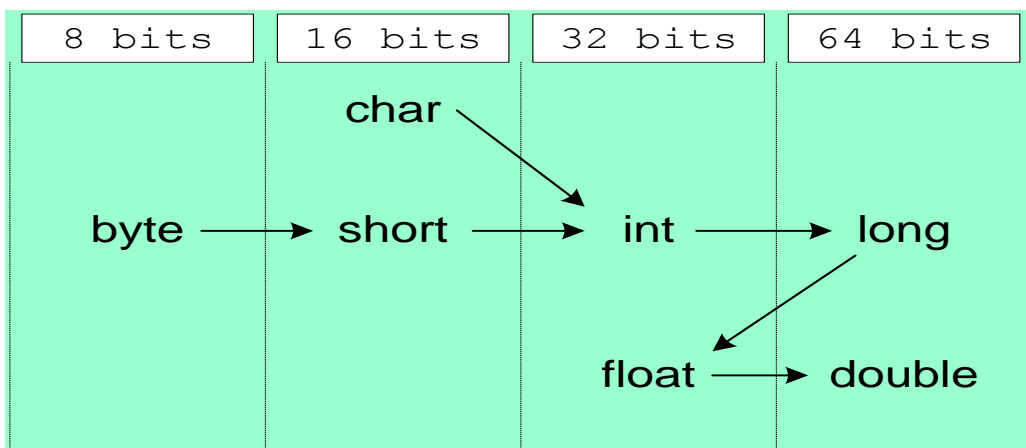 8 bits 16 bits 32 bits 64 bits
char
byte short int long
float double